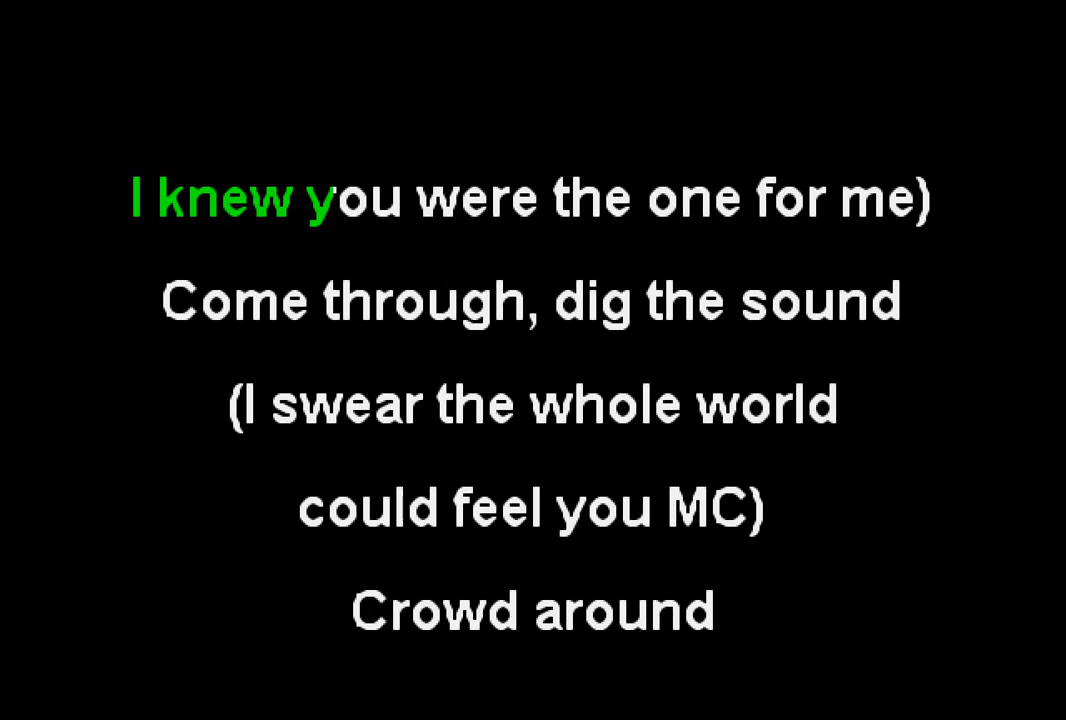 I knew you were the one for me)
Come through, dig the sound
(I swear the whole world
could feel you MC)
Crowd around